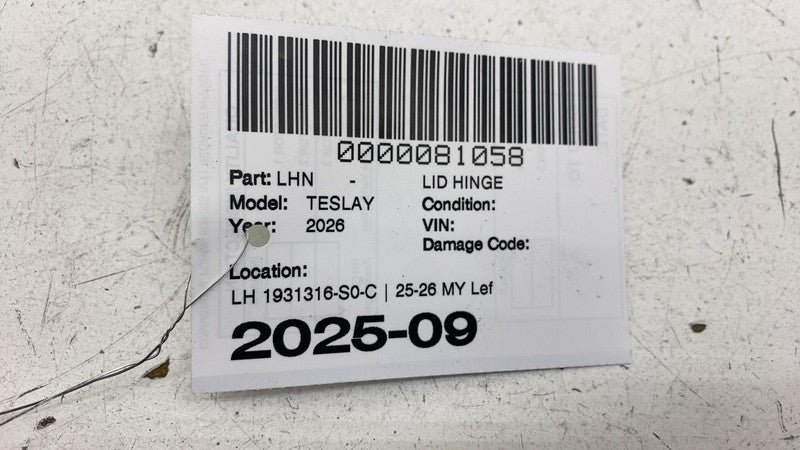 0000081058
Part: LHN - LID HINGE
Model: TESLAY Condition:
Year: 2026 VIN:
Damage Code:
Location:
LH 1931316-S0-C | 25-26 MY Lef
2025-09